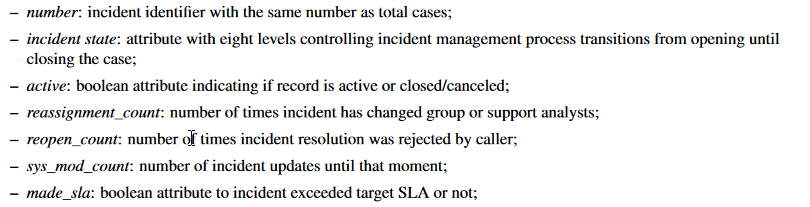 – number: incident identifier with the same number as total cases;
– incident state: attribute with eight levels controlling incident management process transitions from opening until
closing the case;
– active: boolean attribute indicating if record is active or closed/canceled;
– reassignment_count: number of times incident has changed group or support analysts;
– reopen_count: number of times incident resolution was rejected by caller;
– sys_mod_count: number of incident updates until that moment;
– made_sla: boolean attribute to incident exceeded target SLA or not;